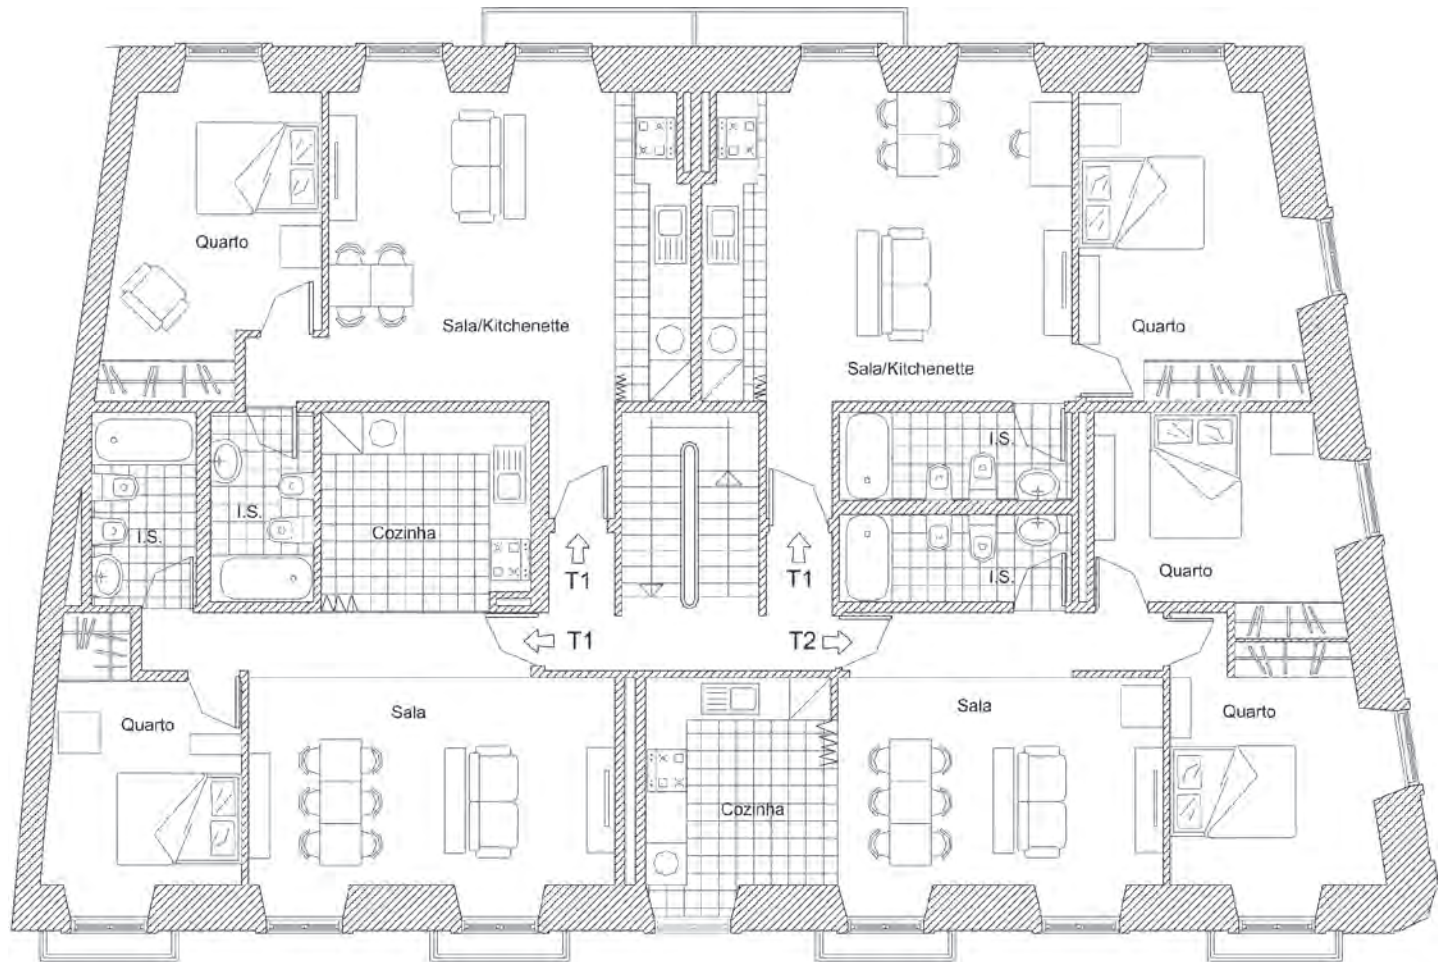 Quarto
Sala/Kitchenette
Quarto
Sala/Kitchenette
I.S.
I.S.
I.S.
Cozinha
T1
T1
I.S.
Quarto
T1
T2
Quarto
Sala
Sala
Quarto
Cozinha